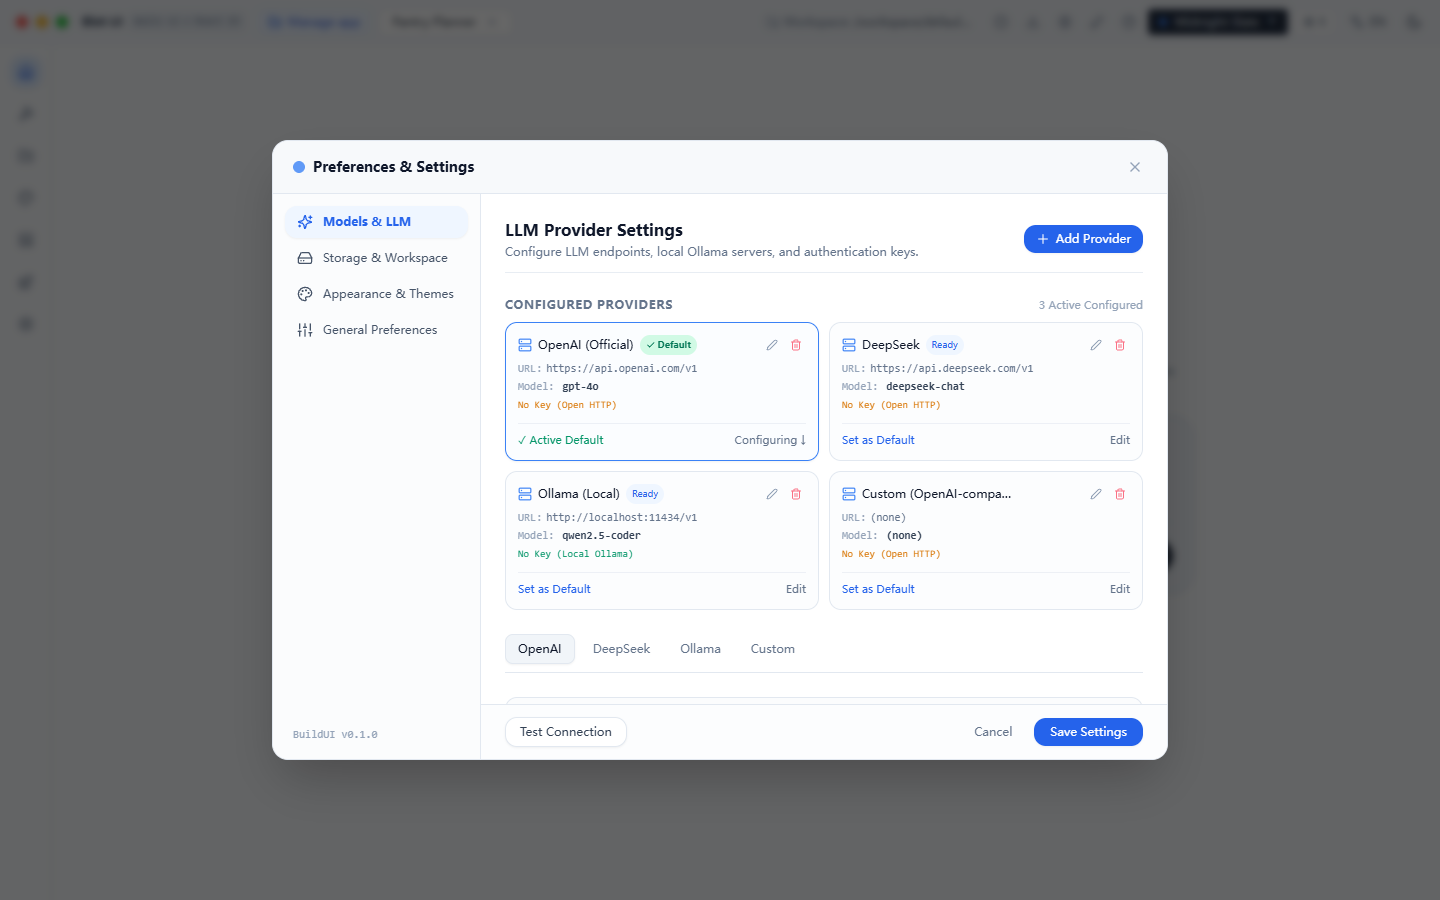 Preferences & Settings
Models & LLM
Storage & Workspace
Appearance & Themes
General Preferences
BuildUI v0.1.0
LLM Provider Settings
Configure LLM endpoints, local Ollama servers, and authentication keys.
Add Provider
CONFIGURED PROVIDERS
3 Active Configured
OpenAI (Official)
✓ Default
URL: https://api.openai.com/v1
Model: gpt-4o
No Key (Open HTTP)
✓ Active Default
Configuring ↓
DeepSeek
Ready
URL: https://api.deepseek.com/v1
Model: deepseek-chat
No Key (Open HTTP)
Set as Default
Edit
Ollama (Local)
Ready
URL: http://localhost:11434/v1
Model: qwen2.5-coder
No Key (Local Ollama)
Set as Default
Edit
Custom (OpenAI-compa...
URL: (none)
Model: (none)
No Key (Open HTTP)
Set as Default
Edit
OpenAI
DeepSeek
Ollama
Custom
Test Connection
Cancel
Save Settings